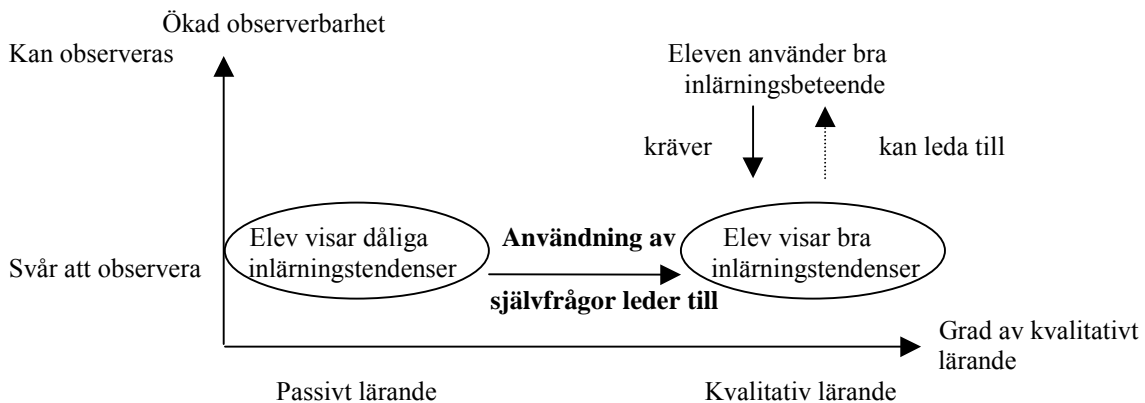 Ökad observerbarhet
Kan observeras
Eleven använder bra
inlärningsbeteende
kräver
kan leda till
Elev visar dåliga
inlärningstendenser
Användning av
självfrågor leder till
Elev visar bra
inlärningstendenser
Svår att observera
Grad av kvalitativt
lärande
Passivt lärande
Kvalitativ lärande